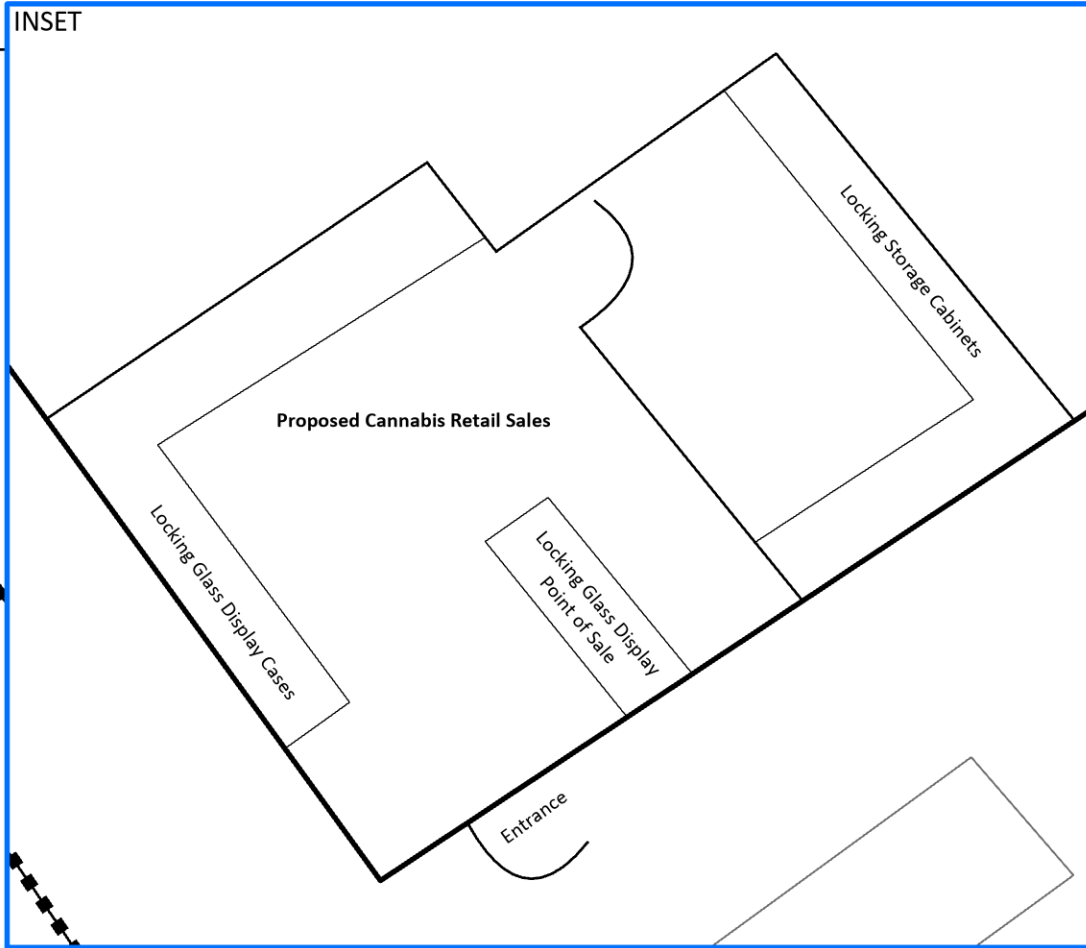 INSET
Locking Storage Cabinets
Proposed Cannabis Retail Sales
Locking Glass Display Cases
Locking Glass Display
Point of Sale
Entrance